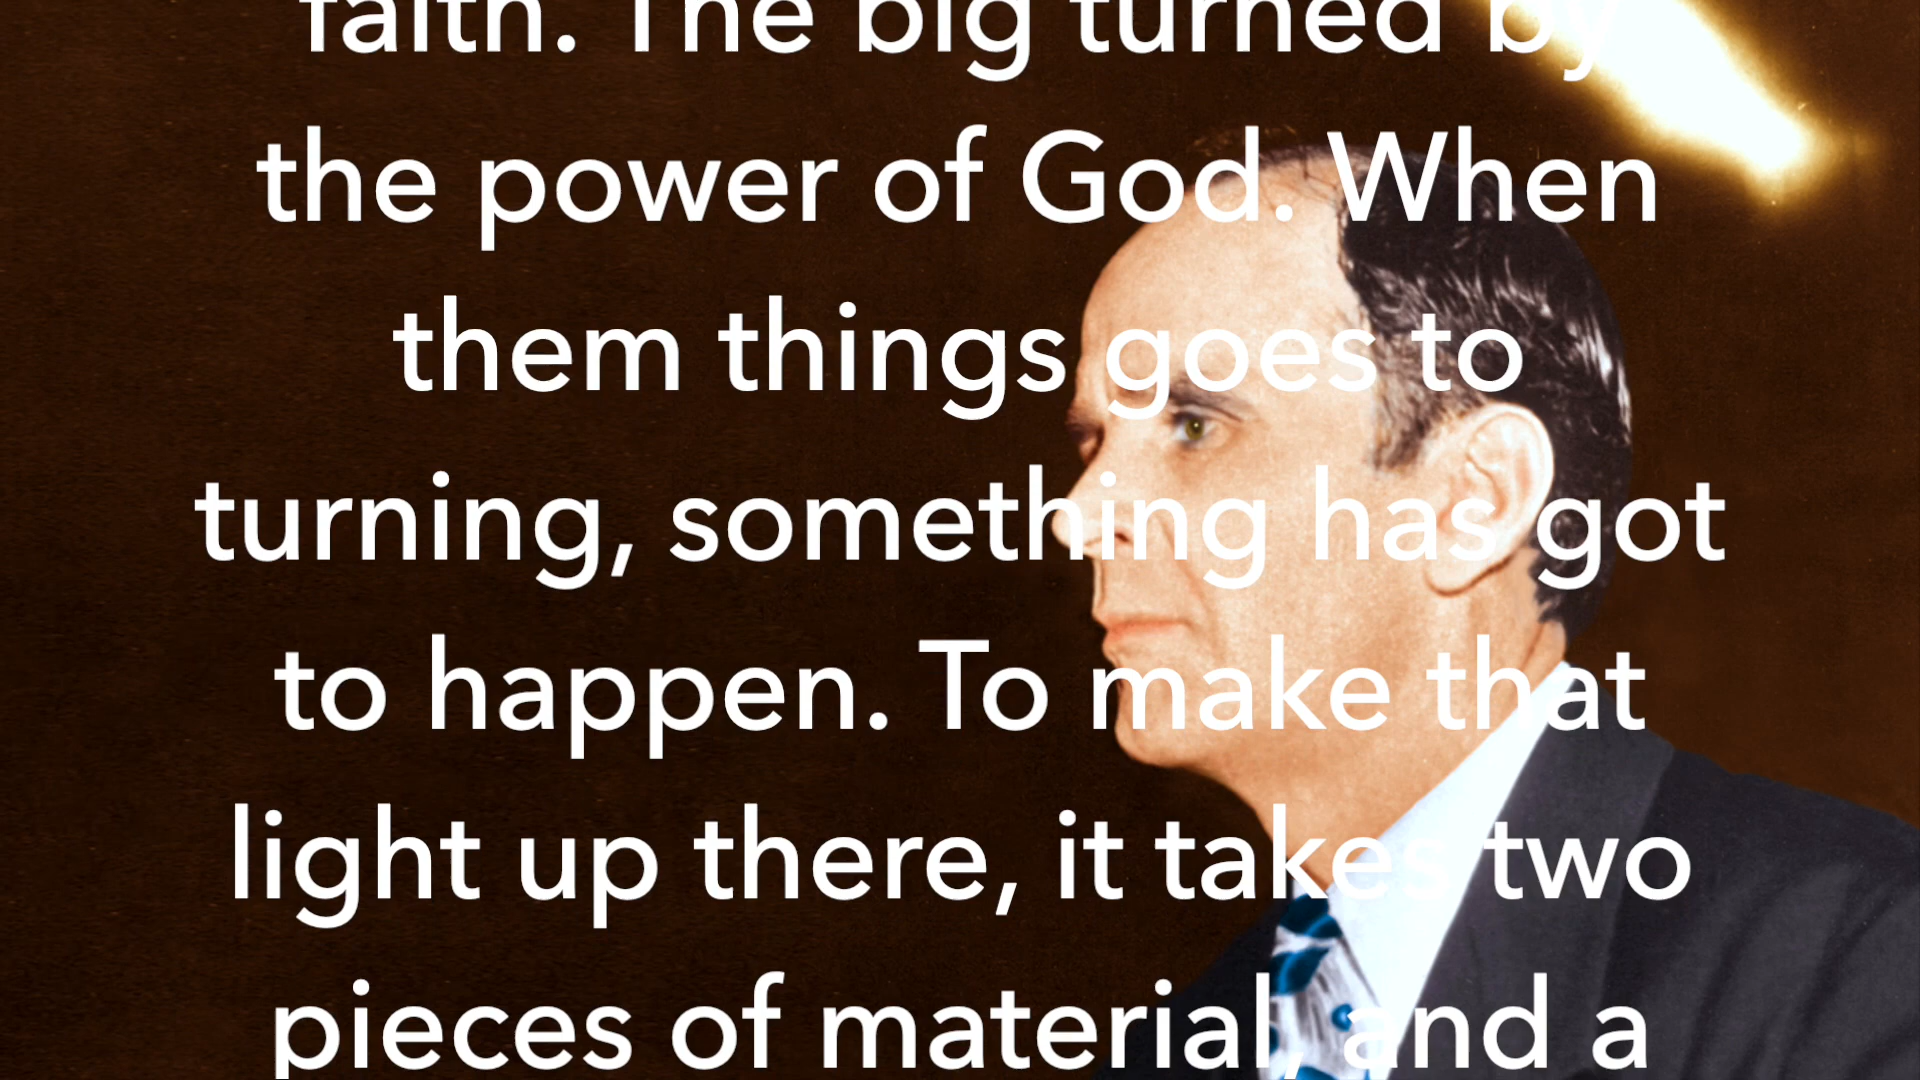 faith. The big turned by
the power of God. When
them things goes to
turning, something has got
to happen. To make that
light up there, it takes two
pieces of material, and a